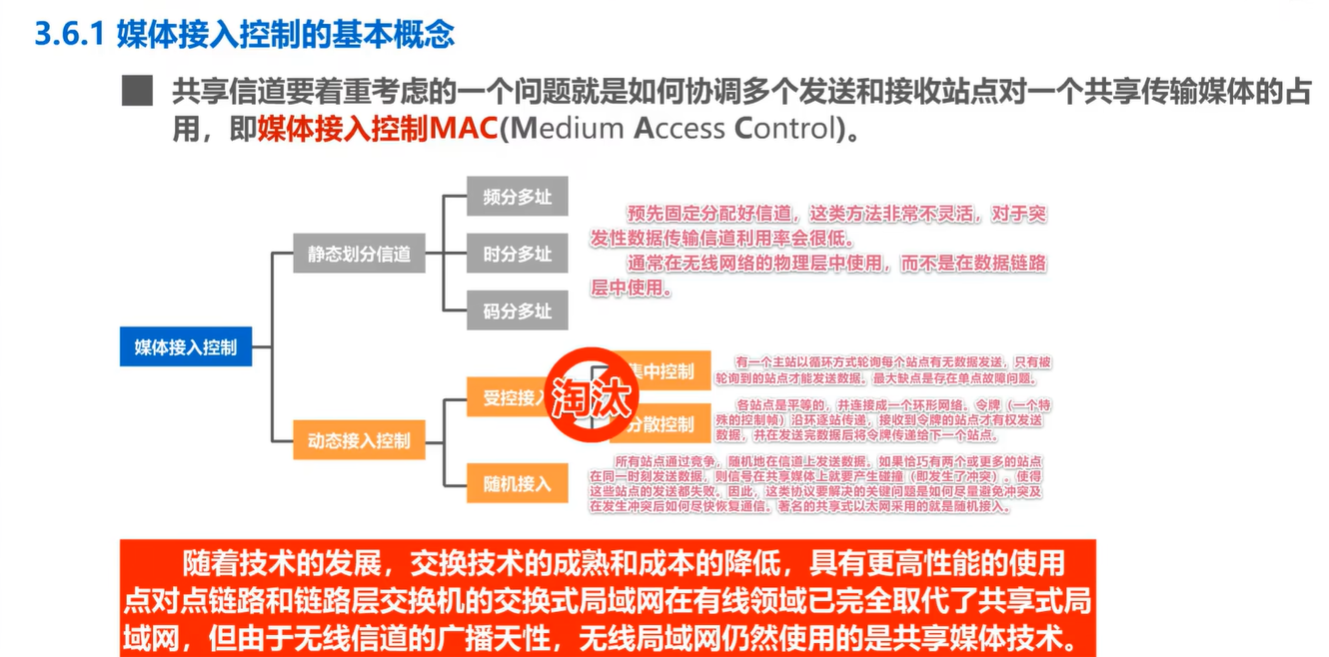 3.6.1 媒体接入控制的基本概念
共享信道要着重考虑的一个问题就是如何协调多个发送和接收站点对一个共享传输媒体的占
用，即媒体接入控制MAC(Medium Access Control)。
频分多址
静态划分信道
时分多址
码分多址
预先固定分配好信道，这类方法非常不灵活，对于突
发性数据传输信道利用率会很低。
通常在无线网络的物理层中使用，而不是在数据链路
层中使用。
媒体接入控制
动态接入控制
受控接入
淘汰
集中控制
有一个主站以循环方式轮询每个站点有无数据发送，只有被
轮询到的站点才能发送数据。最大缺点是存在单点故障问题。
分散控制
各站点是平等的，并连接成一个环形网络。令牌（一个特
殊的控制帧）沿环逐站传递，接收到令牌的站点才有权发送
数据，并在发送完数据后将令牌传递给下一个站点。
随机接入
所有站点通过竞争，随机地在信道上发送数据。如果恰巧有两个或更多的站点
在同一时刻发送数据，则信号在共享媒体上就要产生碰撞（即发生了冲突），使得
这些站点的发送都失败。因此，这类协议要解决的关键问题是如何尽量避免冲突及
在发生冲突后如何尽快恢复通信。著名的共享式以太网采用的就是随机接入。
随着技术的发展，交换技术的成熟和成本的降低，具有更高性能的使用
点对点链路和链路层交换机的交换式局域网在有线领域已完全取代了共享式局
域网，但由于无线信道的广播天性，无线局域网仍然使用的是共享媒体技术。